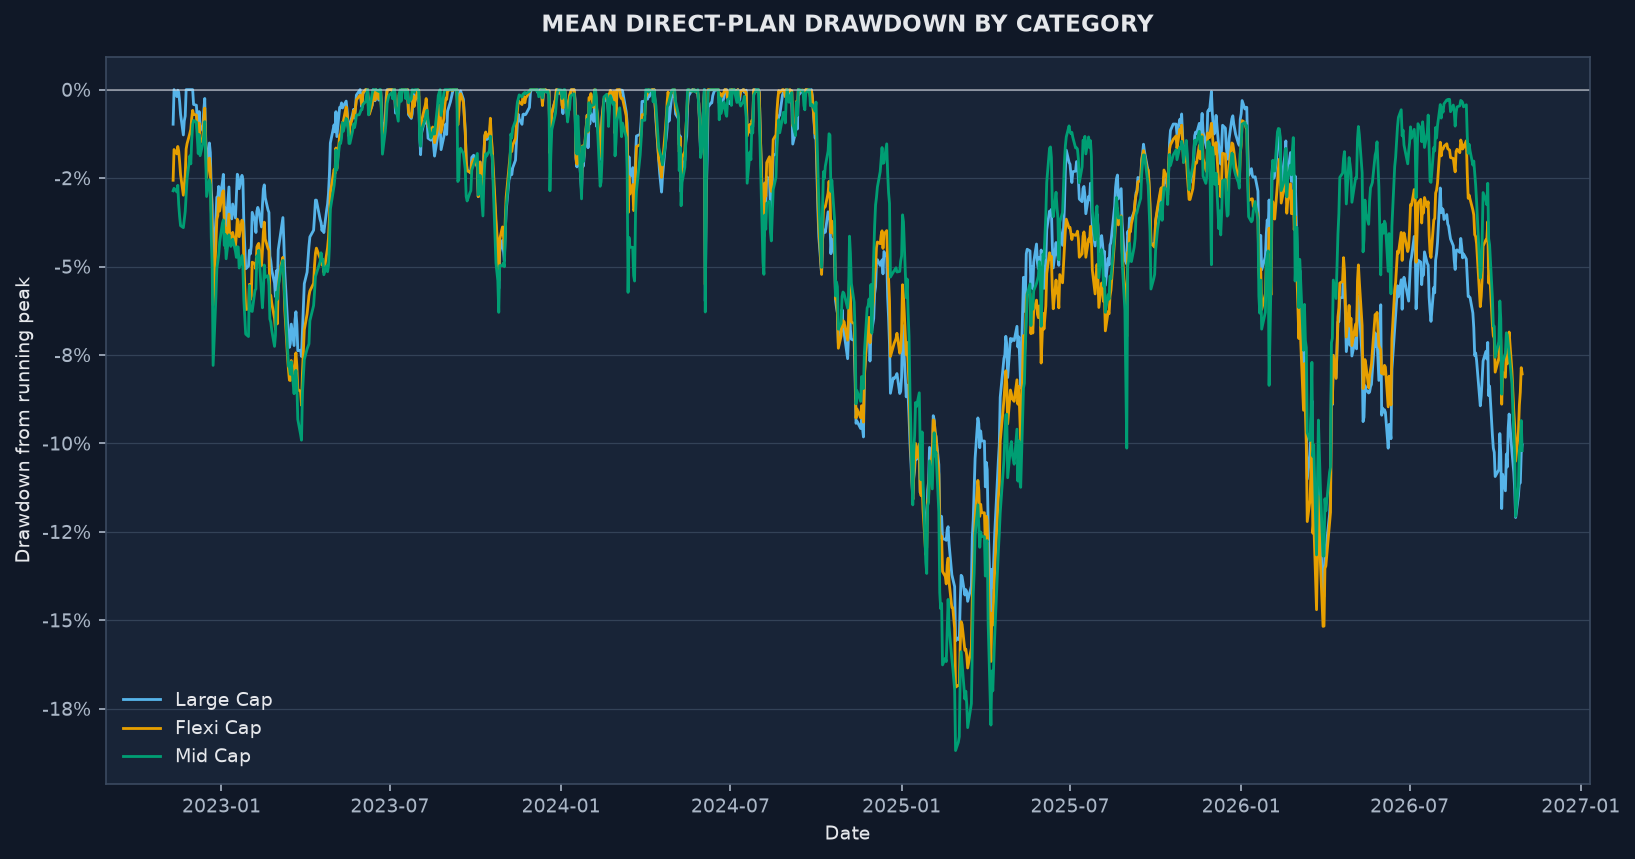 MEAN DIRECT-PLAN DRAWDOWN BY CATEGORY
0%
-2%
-5%
-8%
-10%
-12%
-15%
-18%
Drawdown from running peak
Large Cap
Flexi Cap
Mid Cap
2023-01 2023-07 2024-01 2024-07 2025-01 2025-07 2026-01 2026-07 2027-01
Date